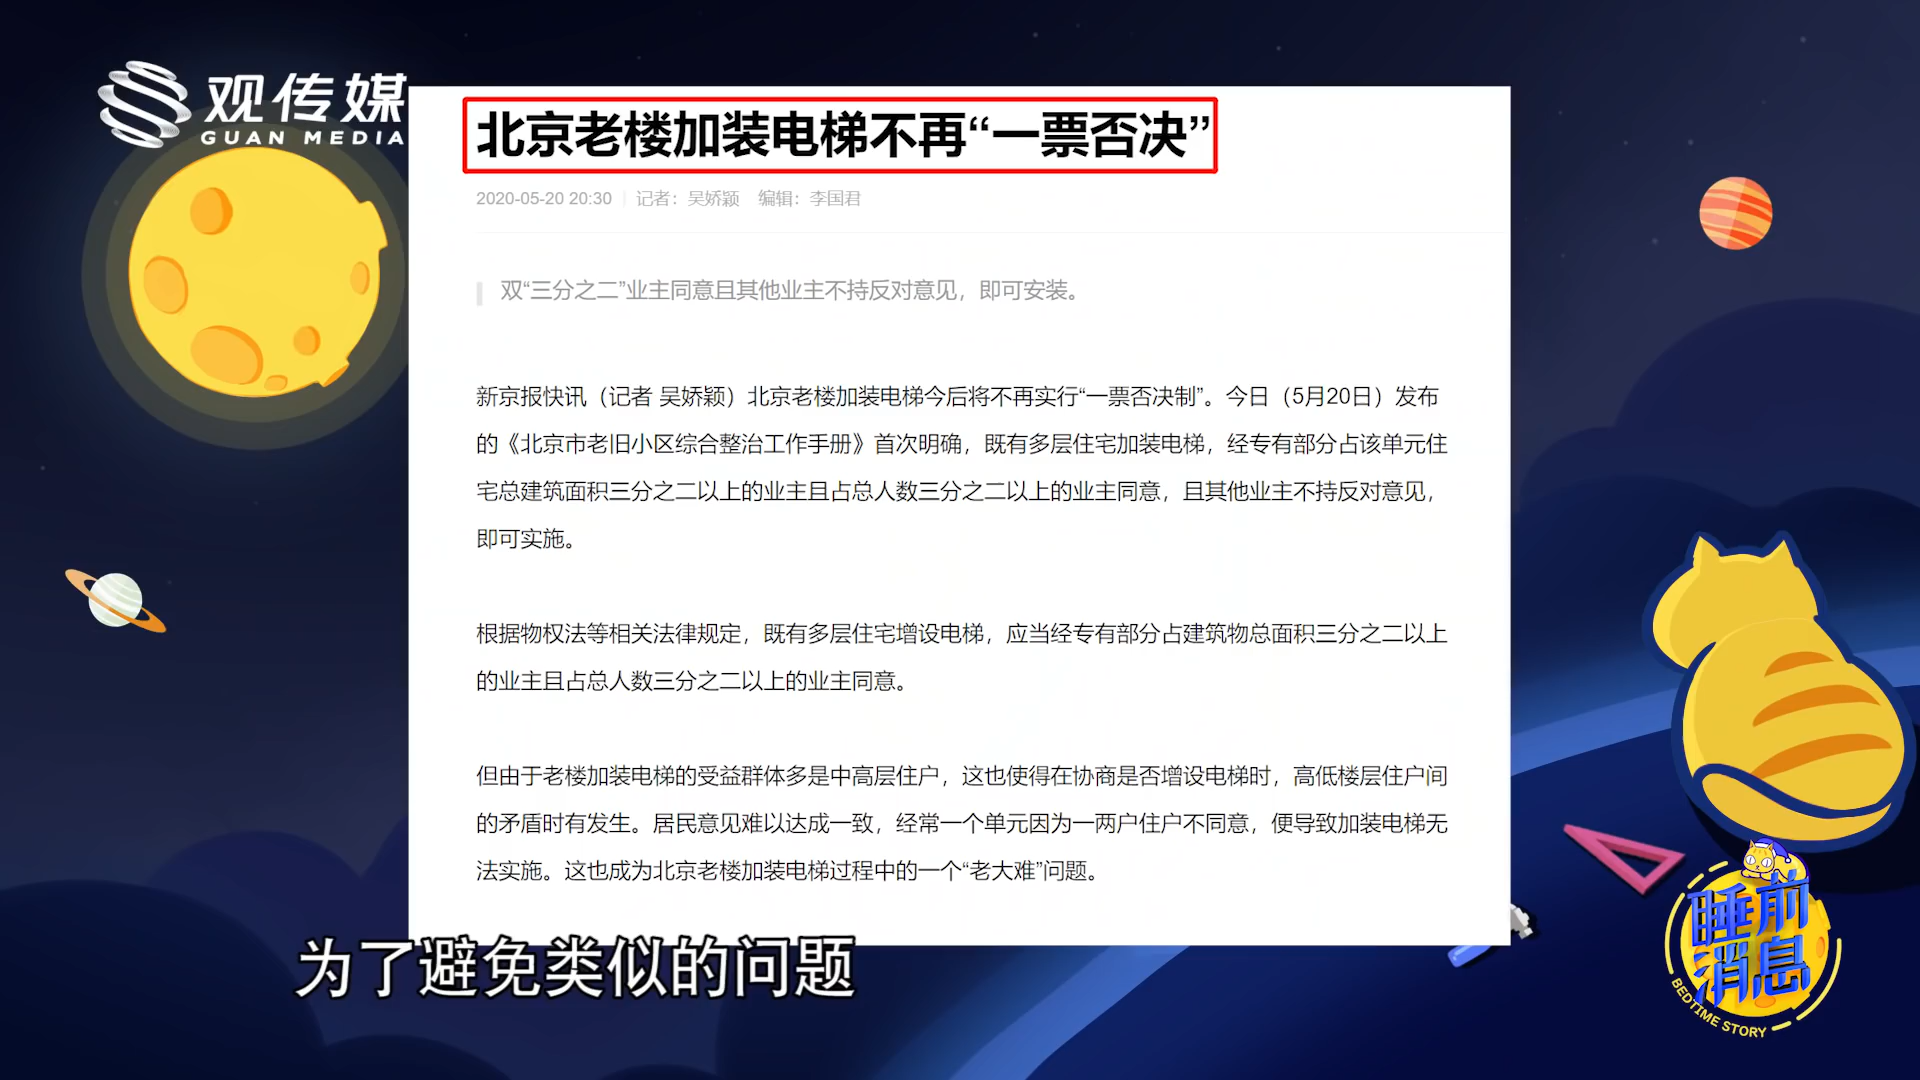 观传媒
GUAN MEDIA
北京老楼加装电梯不再“一票否决”
2020-05-20 20:30 记者：吴娇颖 编辑：李国君
双“三分之二”业主同意且其他业主不持反对意见，即可安装。
新京报快讯（记者 吴娇颖）北京老楼加装电梯今后将不再实行“一票否决制”。今日（5月20日）发布
的《北京市老旧小区综合整治工作手册》首次明确，既有多层住宅加装电梯，经专有部分占该单元住
宅总建筑面积三分之二以上的业主且占总人数三分之二以上的业主同意，且其他业主不持反对意见，
即可实施。
根据物权法等相关法律规定，既有多层住宅增设电梯，应当经专有部分占建筑物总面积三分之二以上
的业主且占总人数三分之二以上的业主同意。
但由于老楼加装电梯的受益群体多是中高层住户，这也使得在协商是否增设电梯时，高低楼层住户间
的矛盾时有发生。居民意见难以达成一致，经常一个单元因为一两户住户不同意，便导致加装电梯无
法实施。这也成为北京老楼加装电梯过程中的一个“老大难”问题。
为了避免类似的问题
睡前
消息
BEDTIME STORY